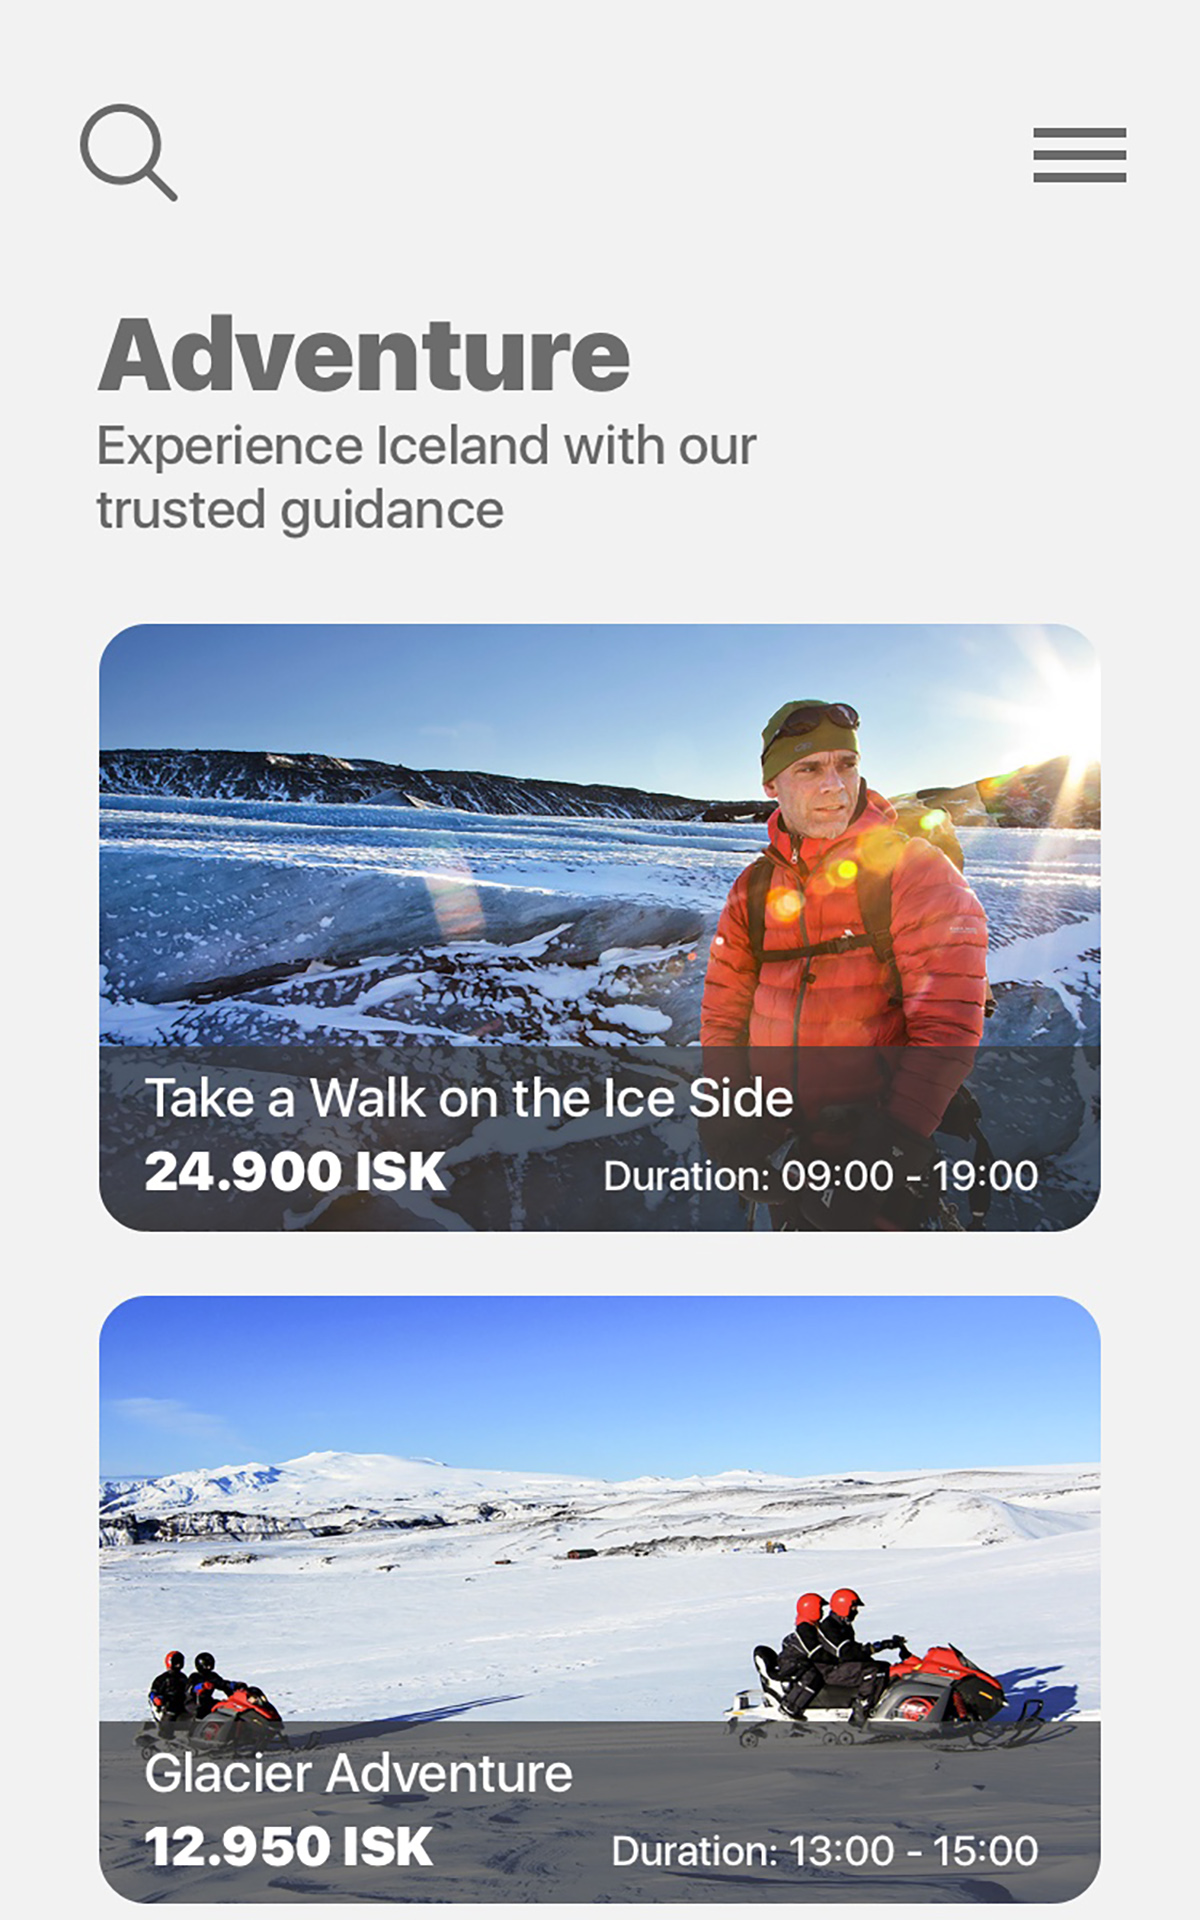 Adventure
Experience Iceland with our
trusted guidance
OR
Take a Walk on the Ice Side
24.900 ISK
Duration: 09:00 - 19:00
Glacier Adventure
12.950 ISK
Duration: 13:00 - 15:00